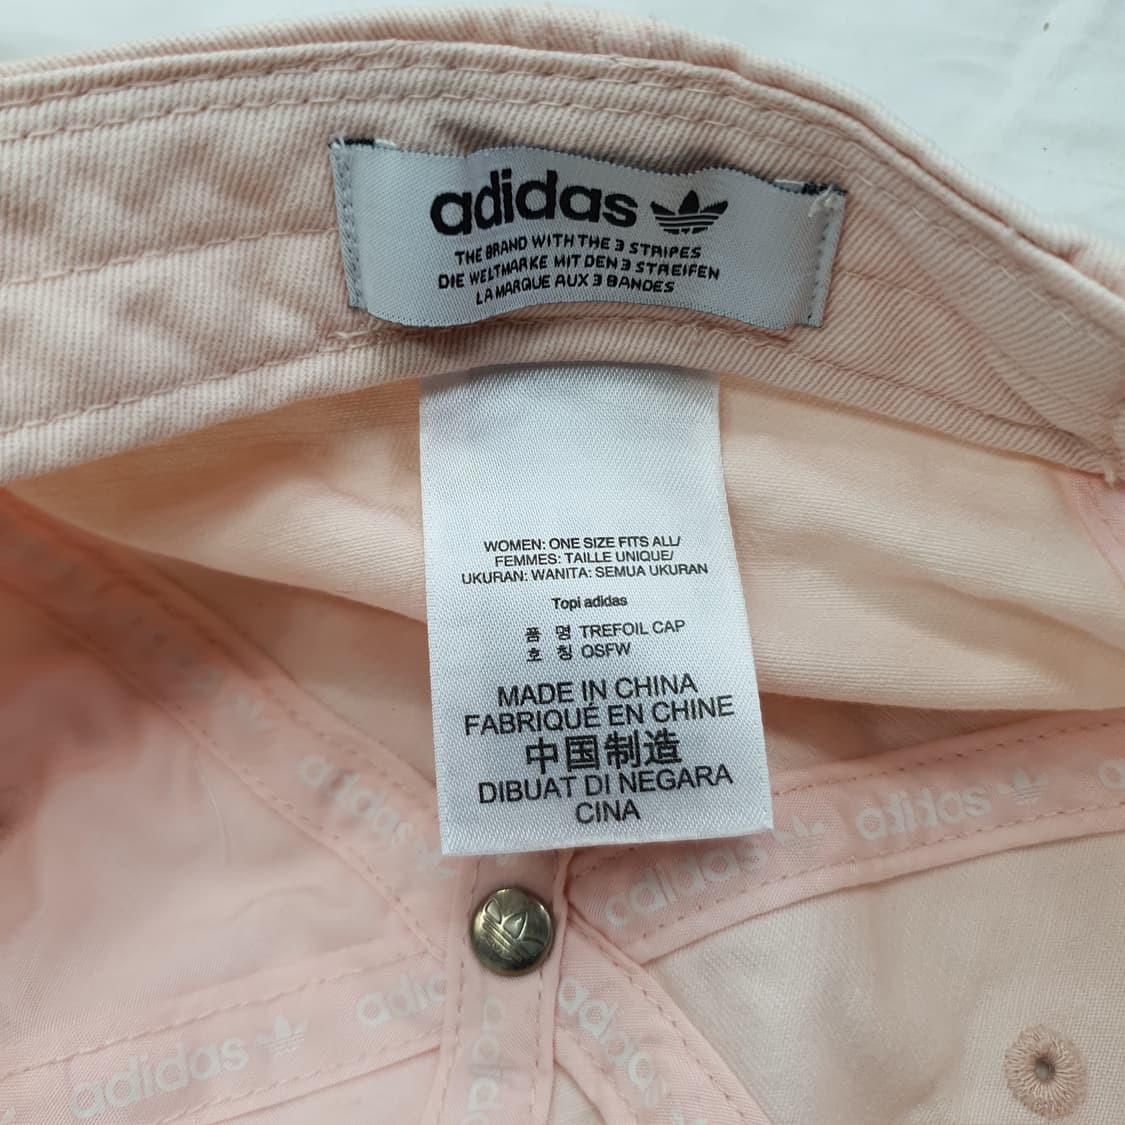 adidas
THE BRAND WITH THE 3 STRIPES
DIE WELTMARKE MIT DEN 3 STREIFEN
LA MARQUE AUX 3 BANDES
WOMEN: ONE SIZE FITS ALL/
FEMMES: TAILLE UNIQUE/
UKURAN: WANITA: SEMUA UKURAN
Topi adidas
품 명 TREFOIL CAP
호 칭 OSFW
MADE IN CHINA
FABRIQUÉ EN CHINE
中国制造
DIBUAT DI NEGARA
CINA
adidas
adidas
adidas
adidas
adidas